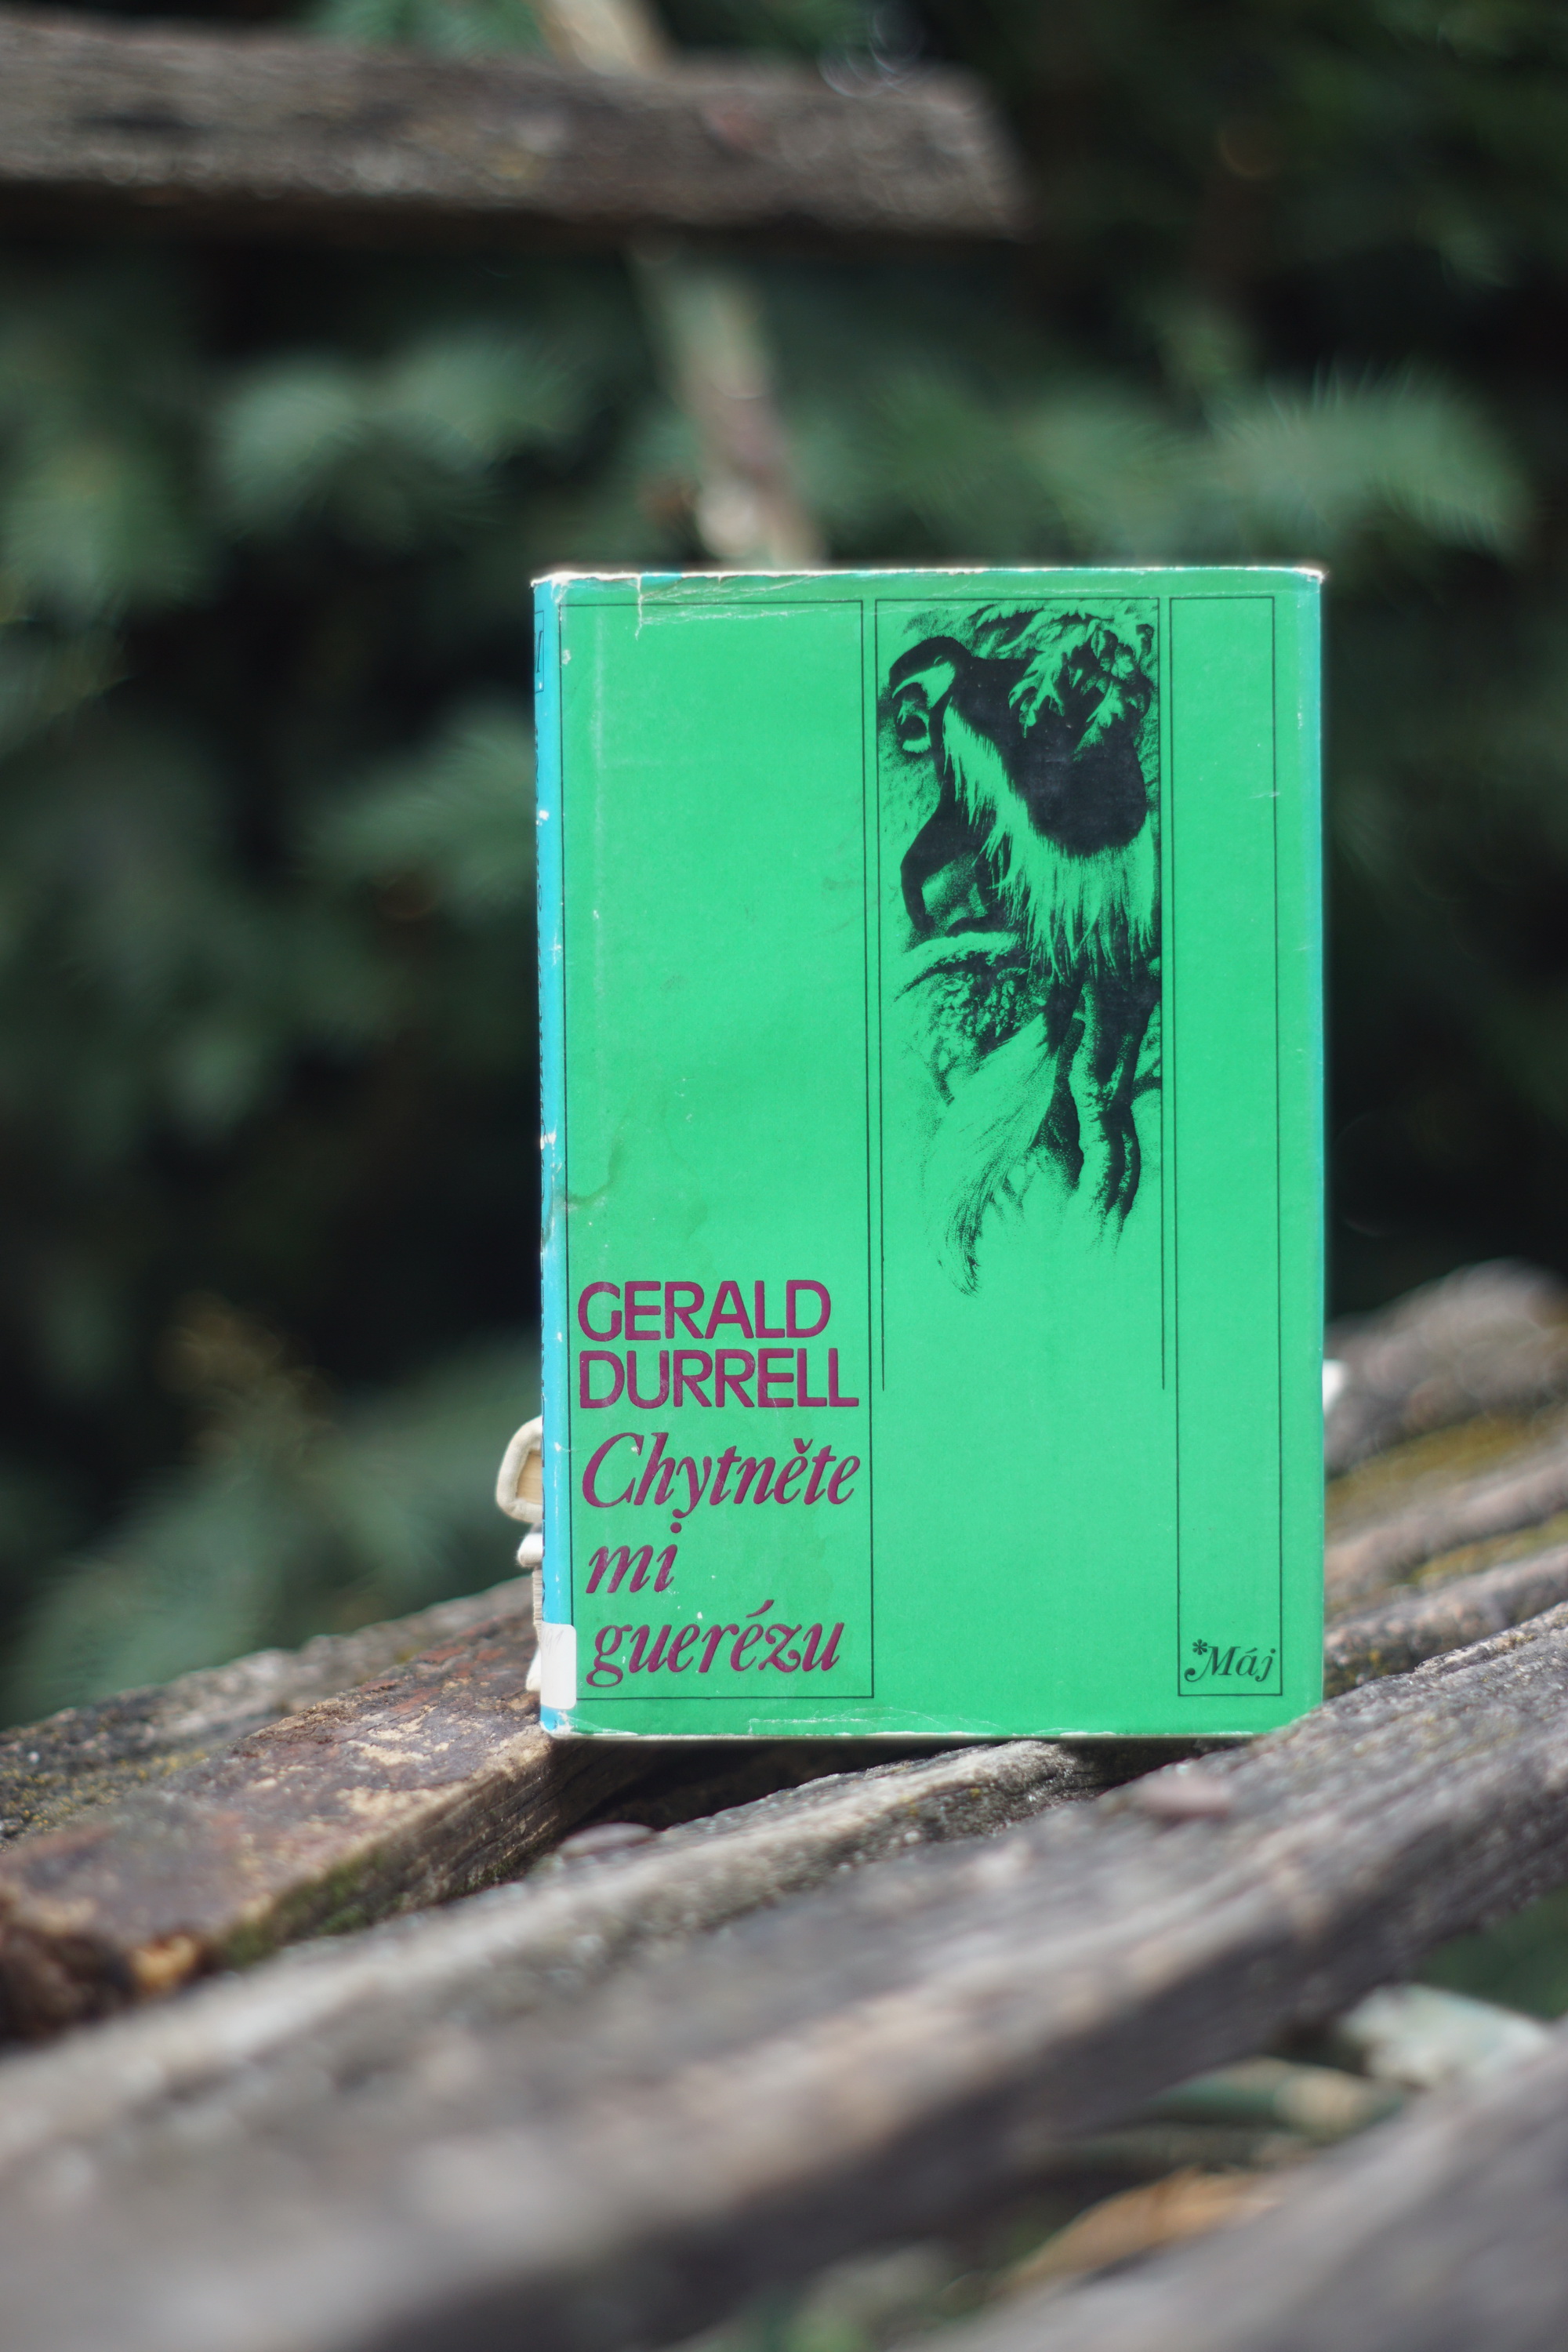 GERALD
DURRELL
Chytněte
mi
guerézu
*Máj